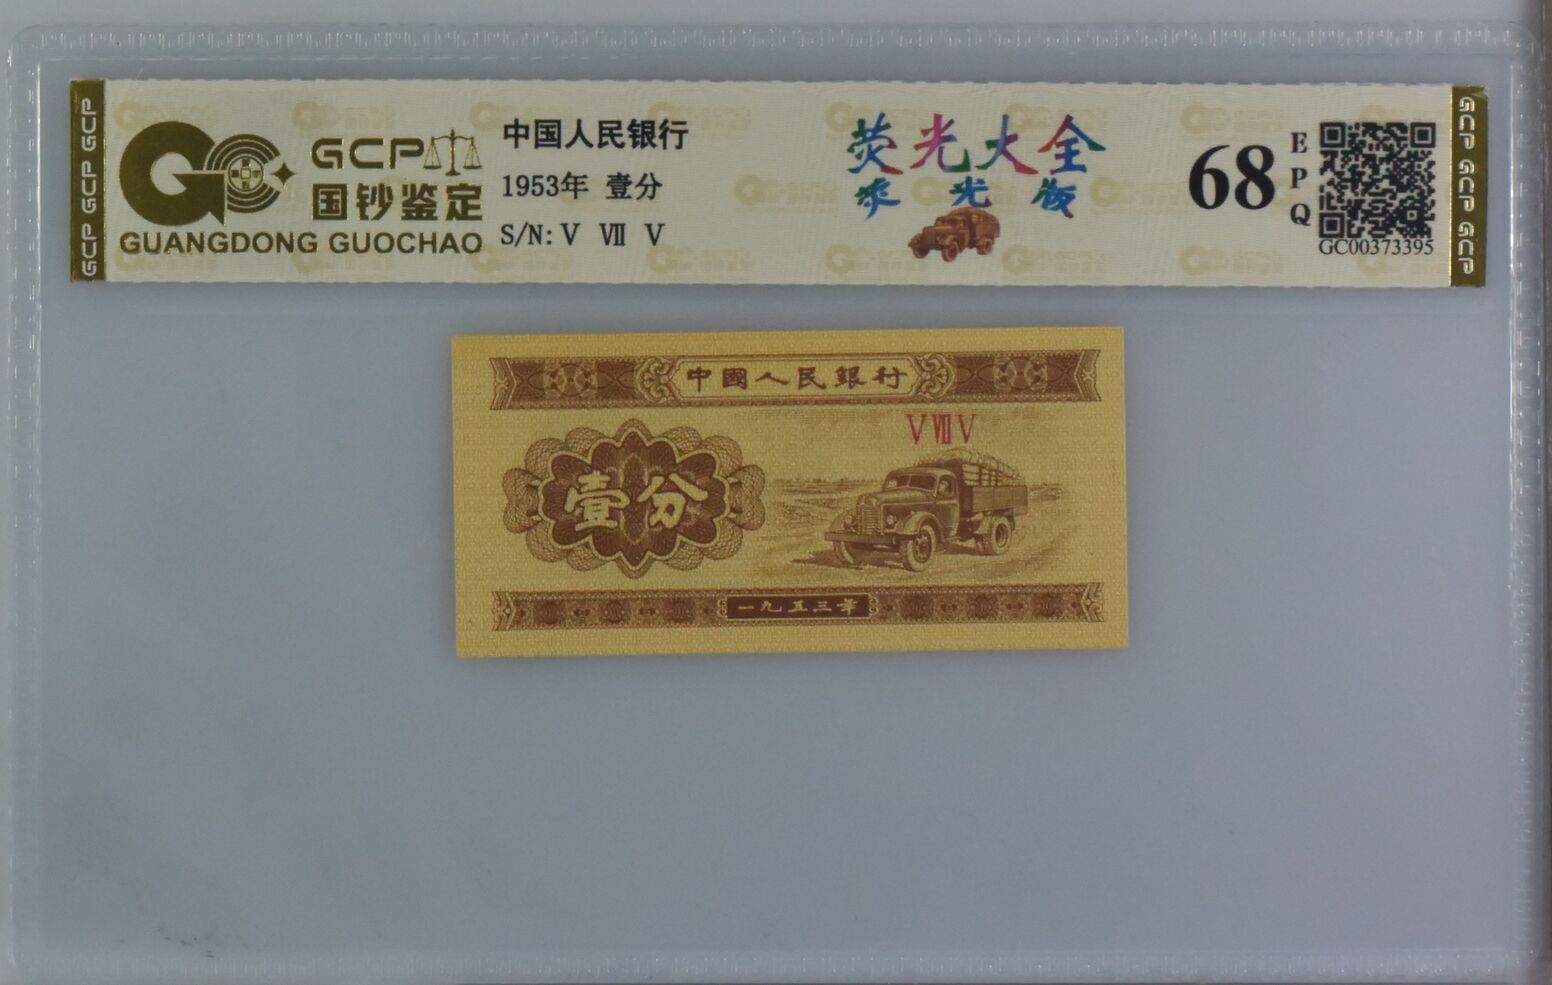 GCP GCP GCP
GCP
国钞鉴定
GUANGDONG GUOCHAO
中国人民银行
1953年 壹分
S/N: V Ⅶ V
荧光大全
满光版
68
EPQ
GC00373395
GCP GCP GCP
中國人民銀行
V Ⅶ V
壹分
一九五三年